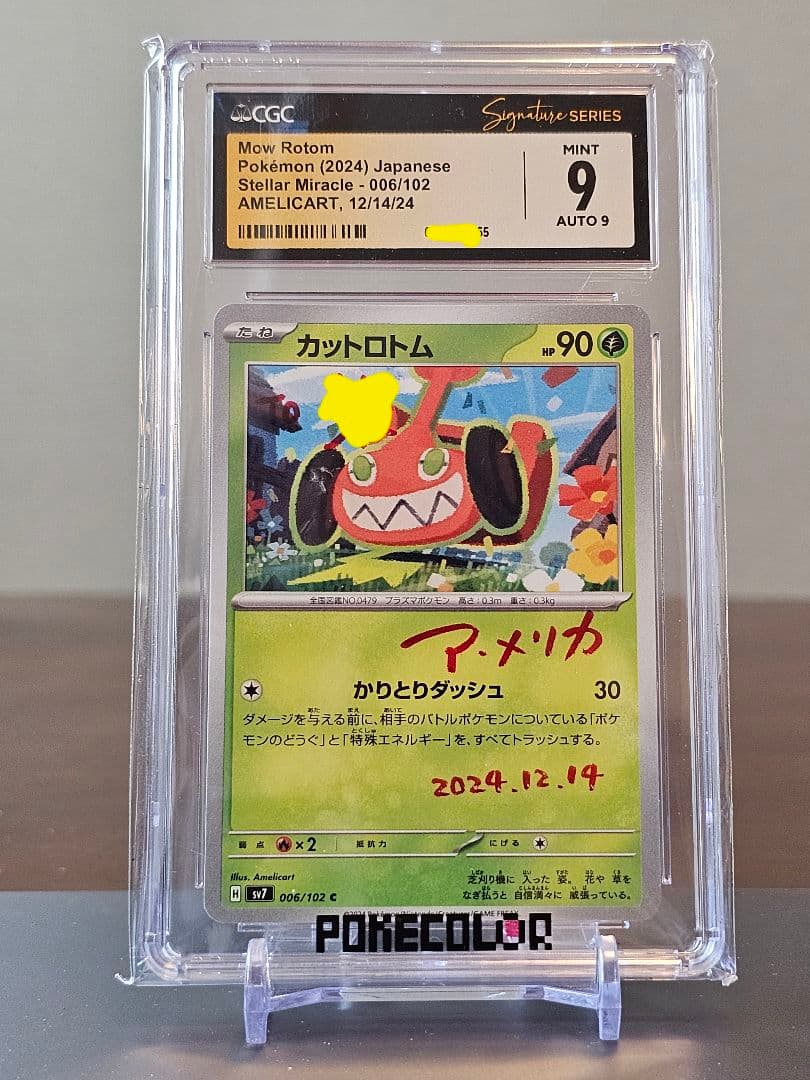 CGC Signature SERIES
Mow Rotom
Pokémon (2024) Japanese
Stellar Miracle - 006/102
AMELICART, 12/14/24
MINT
9
AUTO 9
55
たね カットロトム HP90
全国図鑑NO.0479 プラズマポケモン 高さ:0.3m 重さ:0.3kg
ア・メリカ
かりとりダッシュ 30
ダメージを与える前に、相手のバトルポケモンについている「ポケ
モンのどうぐ」と「特殊エネルギー」を、すべてトラッシュする。
2024.12.14
弱点 ×2 抵抗力 にげる
Illus. Amelicart
H sv7 006/102 C
芝刈り機に入った姿。花や草を
なぎ払うと自信満々に威張っている。
POKECOLOR